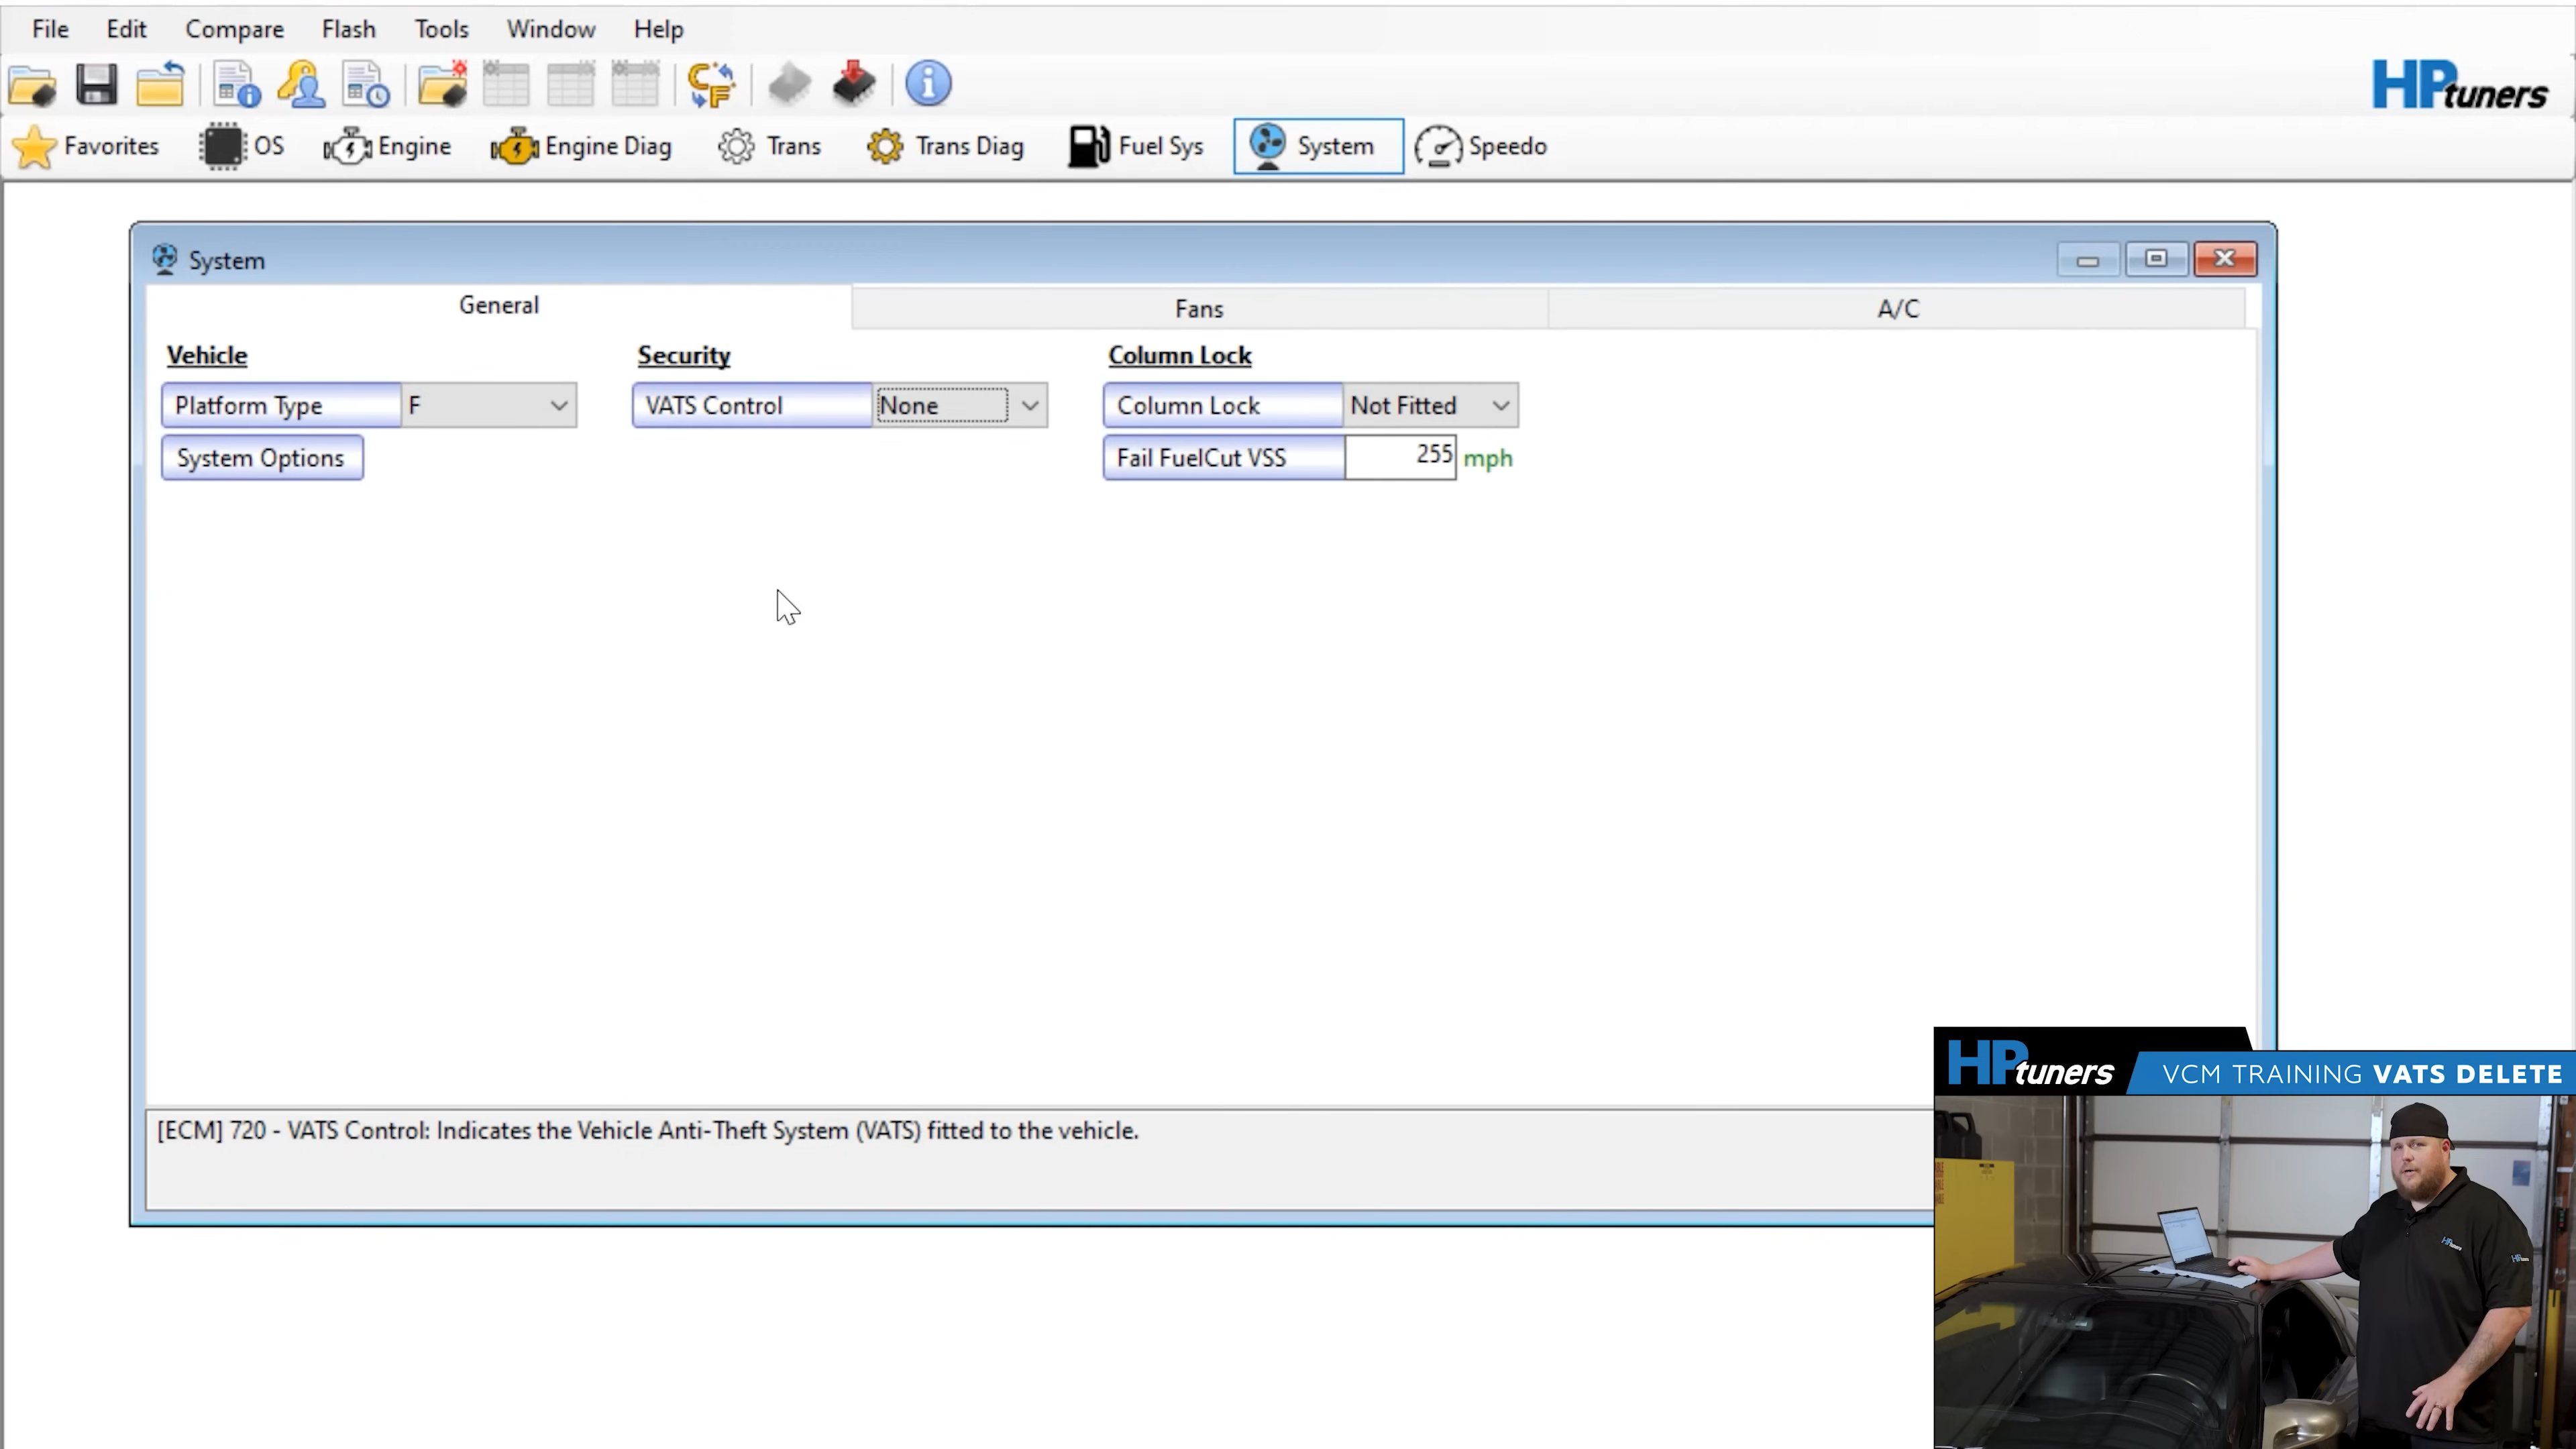 File Edit Compare Flash Tools Window Help
HPtuners
Favorites OS Engine Engine Diag Trans Trans Diag Fuel Sys System Speedo
System
General Fans A/C
Vehicle Security Column Lock
Platform Type F VATS Control None Column Lock Not Fitted
System Options Fail FuelCut VSS 255 mph
[ECM] 720 - VATS Control: Indicates the Vehicle Anti-Theft System (VATS) fitted to the vehicle.
HPtuners VCM TRAINING VATS DELETE